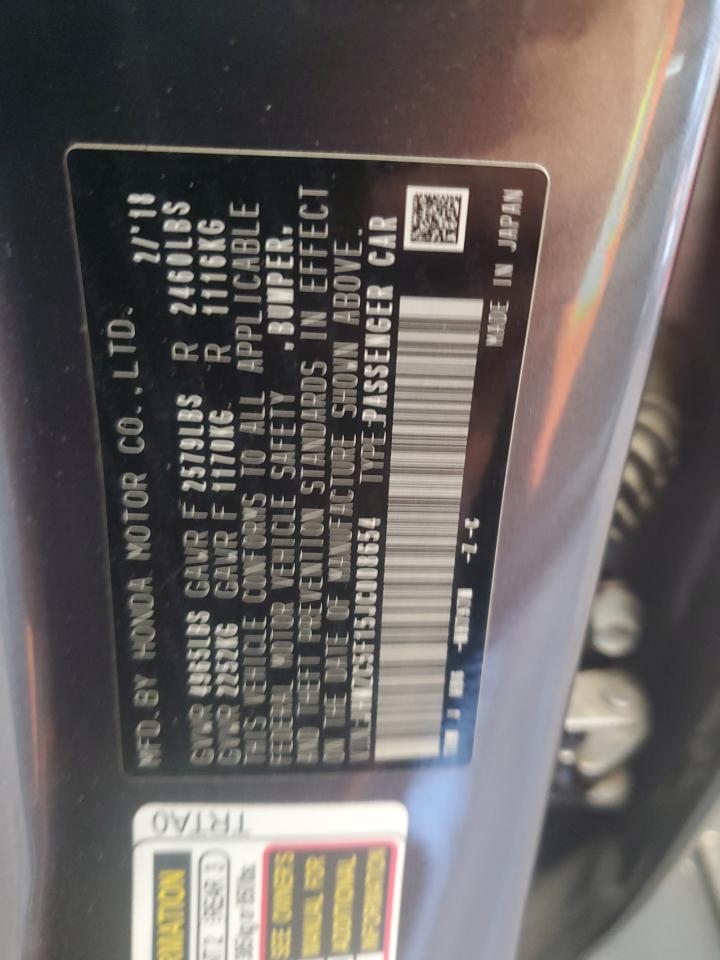 MFD. BY HONDA MOTOR CO., LTD. 2/'18
GVWR 4965LBS GAWR F 2579LBS R 2460LBS
GVWR 2252KG GAWR F 1170KG R 1116KG
THIS VEHICLE CONFORMS TO ALL APPLICABLE
FEDERAL MOTOR VEHICLE SAFETY ,BUMPER,
AND THEFT PREVENTION STANDARDS IN EFFECT
ON THE DATE OF MANUFACTURE SHOWN ABOVE.
TYPE:PASSENGER CAR
MADE IN JAPAN
TRTA0
REAR 3
SEE OWNER'S
MANUAL FOR
ADDITIONAL
INFORMATION